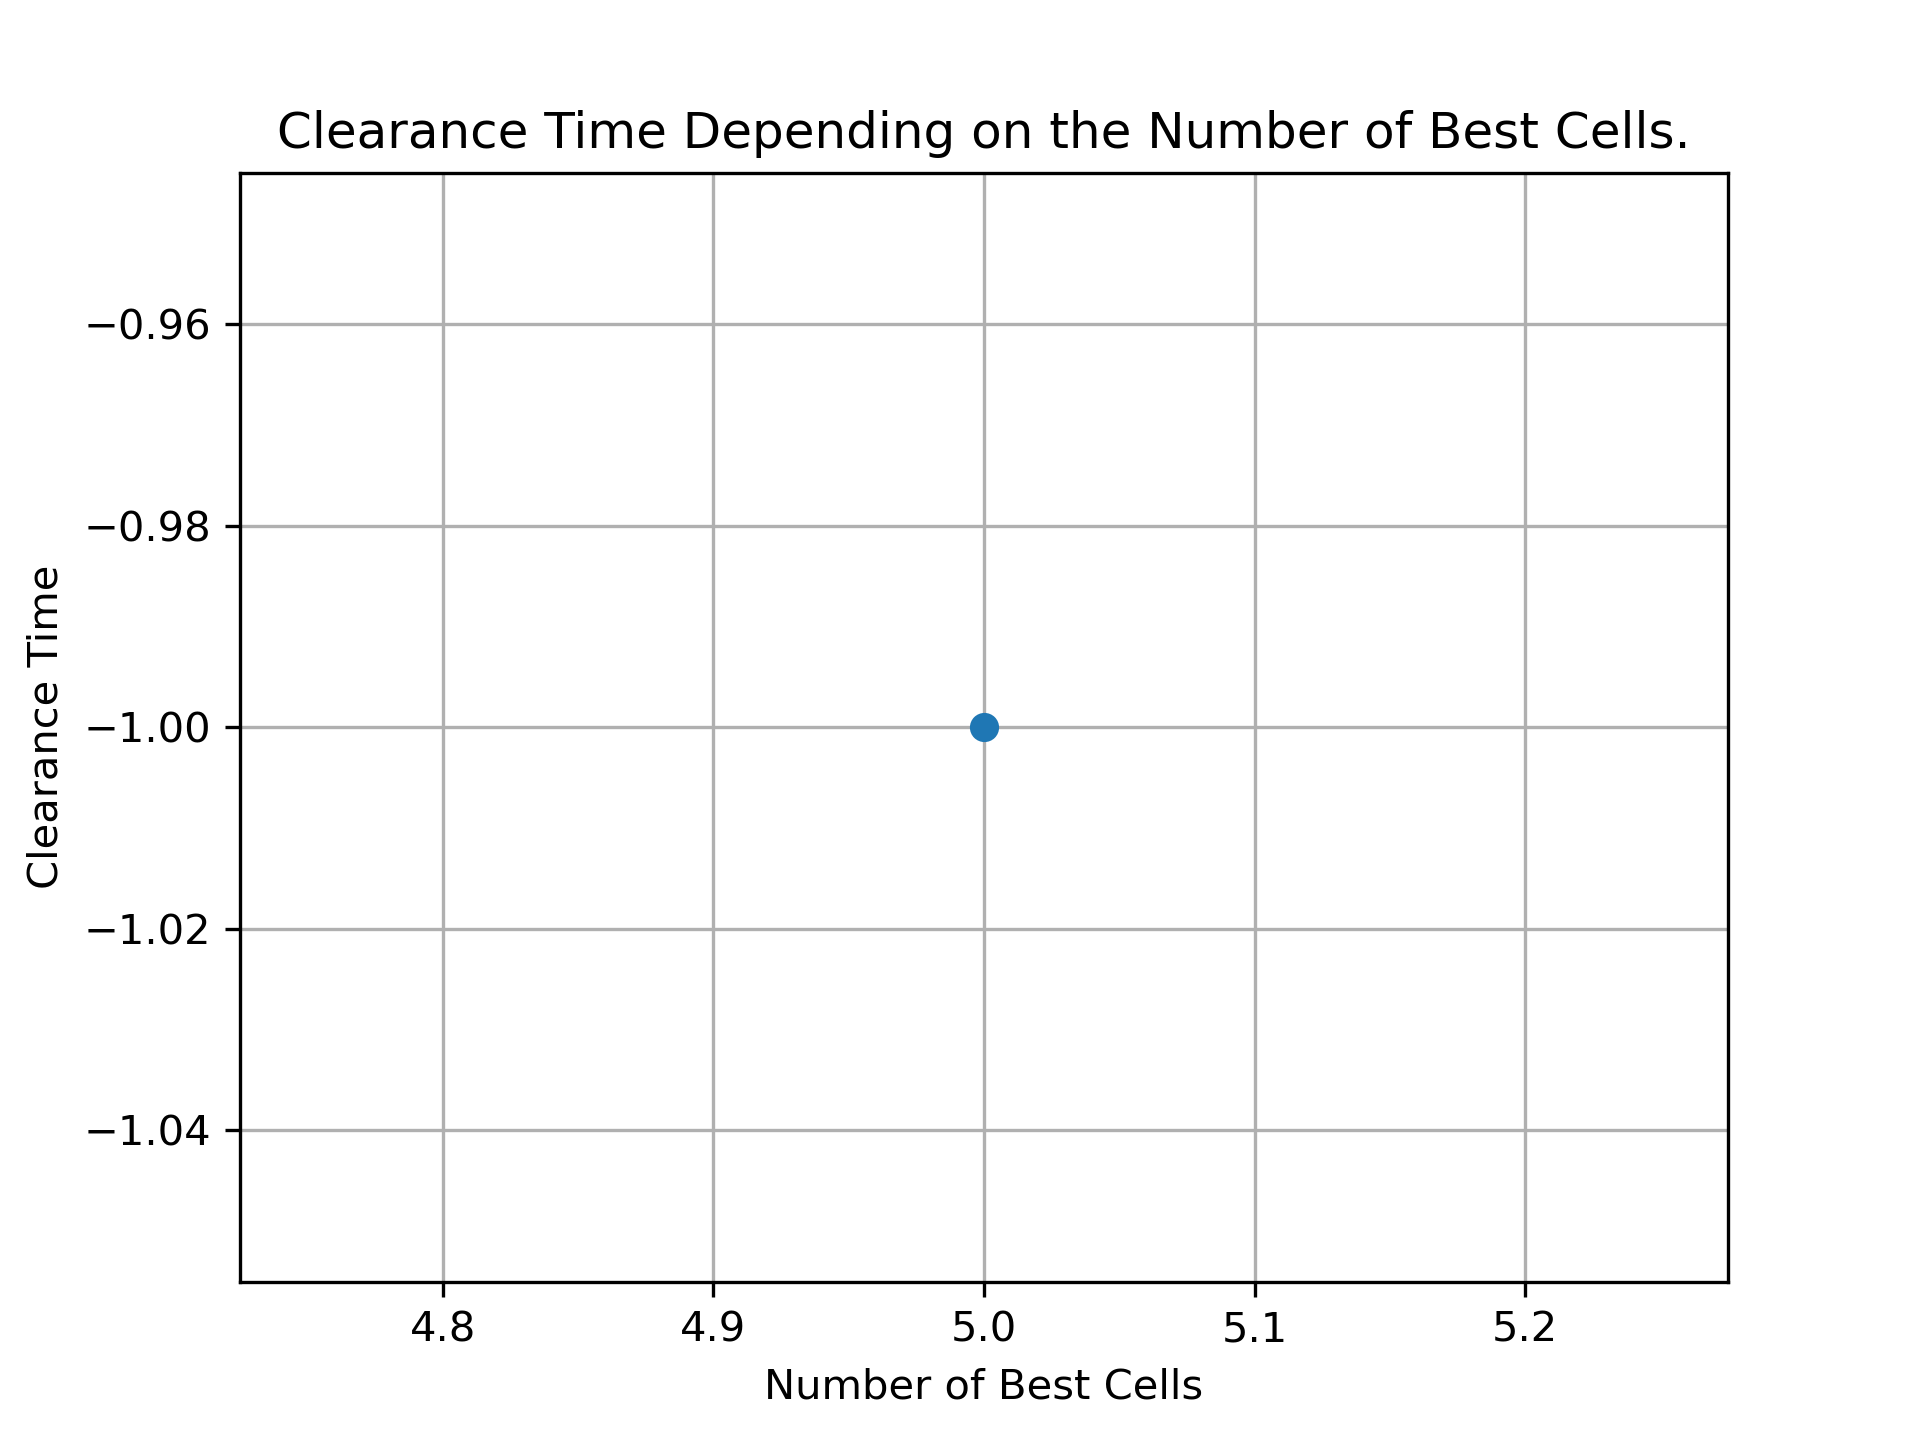 Clearance Time Depending on the Number of Best Cells.
−0.96
−0.98
−1.00
−1.02
−1.04
Clearance Time
4.8 4.9 5.0 5.1 5.2
Number of Best Cells